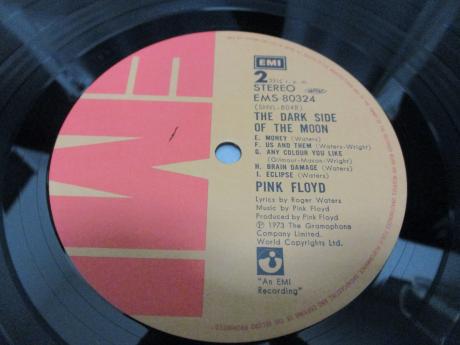 EMI
EMI
2 33⅓ r. p. m.
STEREO
EMS-80324
(SHVL-804B)
THE DARK SIDE
OF THE MOON
E. MONEY (Waters)
F. US AND THEM (Waters-Wright)
G. ANY COLOUR YOU LIKE
(Gilmour-Mason-Wright)
H. BRAIN DAMAGE (Waters)
I. ECLIPSE (Waters)
PINK FLOYD
Lyrics by Roger Waters
Music by Pink Floyd
Produced by Pink Floyd
Ⓟ 1973 The Gramophone
Company Limited.
World Copyrights Ltd.
"An EMI
Recording"